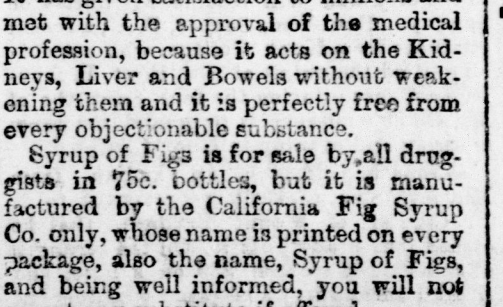 met with the approval of the medical
profession, because it acts on the Kid-
neys, Liver and Bowels without weak-
ening them and it is perfectly free from
every objectionable substance.
Syrup of Figs is for sale by all drug-
gists in 75c. bottles, but it is manu-
factured by the California Fig Syrup
Co. only, whose name is printed on every
package, also the name, Syrup of Figs,
and being well informed, you will not